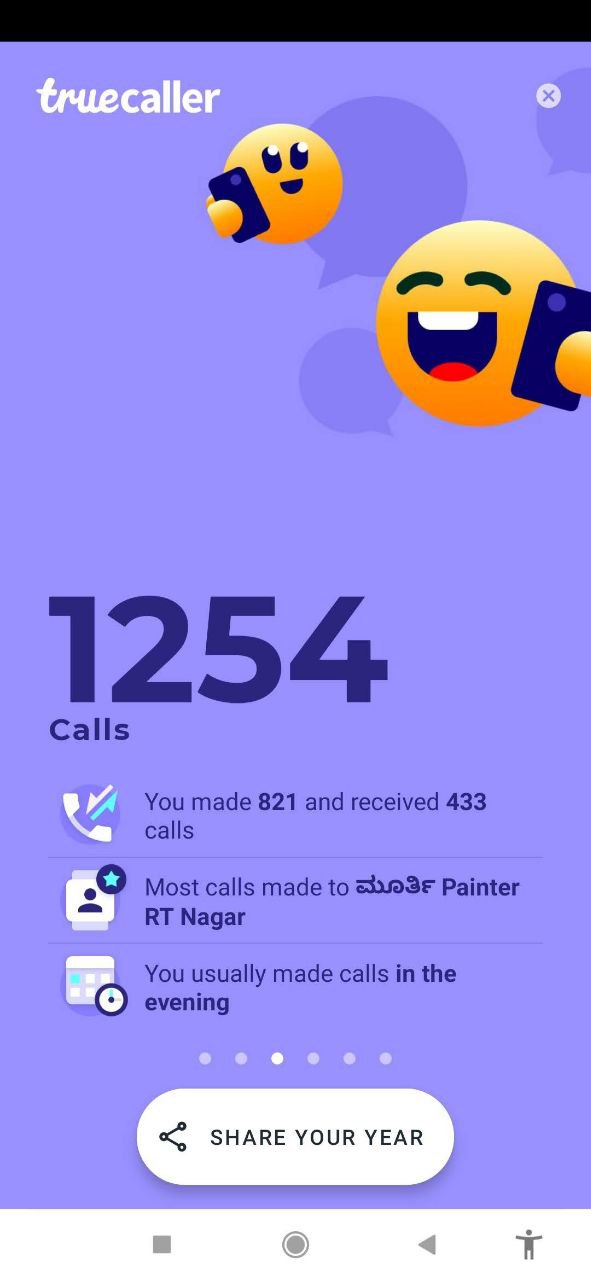 truecaller
1254
Calls
You made 821 and received 433
calls
Most calls made to ಮೂರ್ತಿ Painter
RT Nagar
You usually made calls in the
evening
SHARE YOUR YEAR